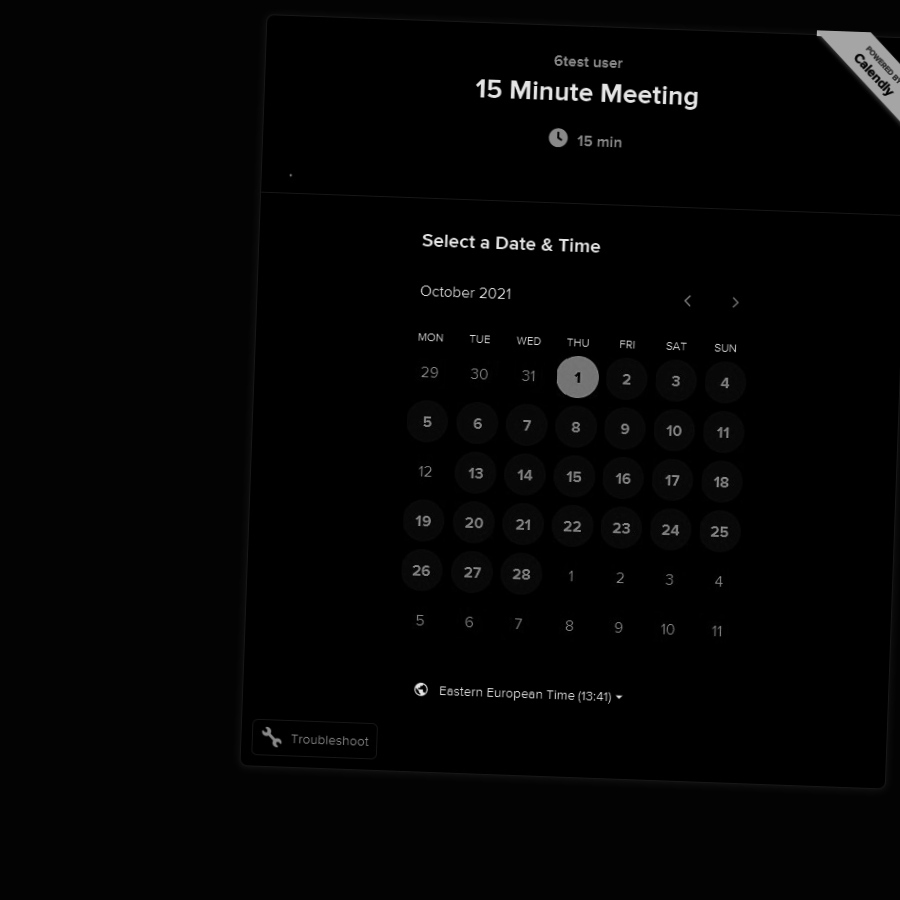 6test user
15 Minute Meeting
15 min
POWERED BY
Calendly
.
Select a Date & Time
October 2021
MON TUE WED THU FRI SAT SUN
29 30 31 1 2 3 4
5 6 7 8 9 10 11
12 13 14 15 16 17 18
19 20 21 22 23 24 25
26 27 28 1 2 3 4
5 6 7 8 9 10 11
Eastern European Time (13:41)
Troubleshoot